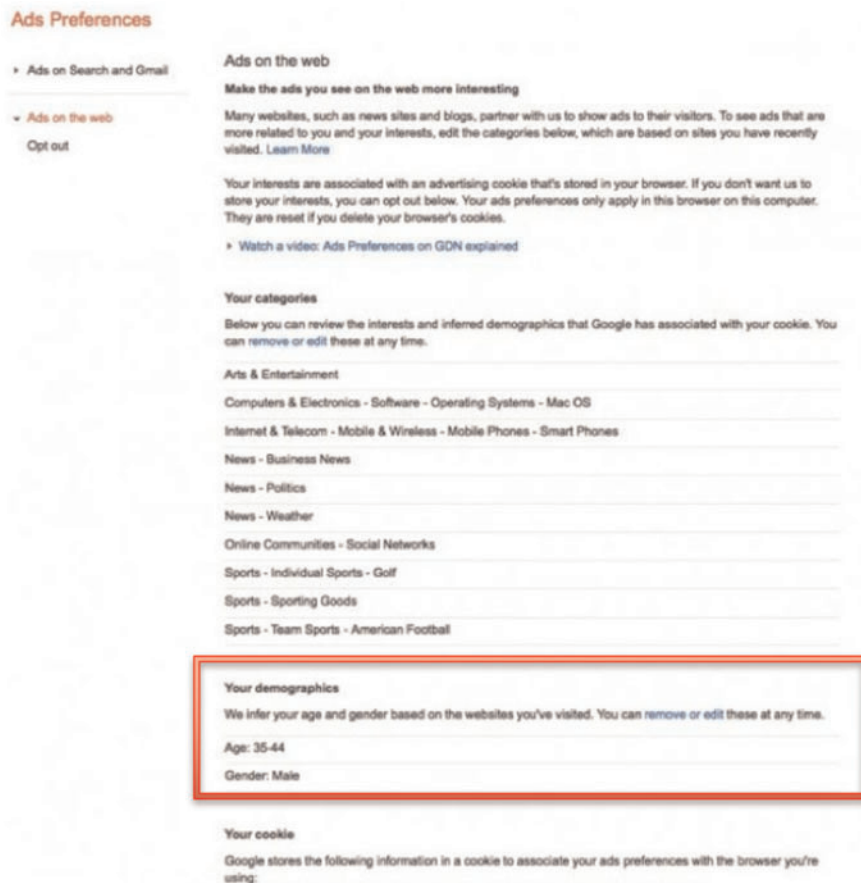 Ads Preferences
Ads on Search and Gmail
Ads on the web
Opt out
Ads on the web
Make the ads you see on the web more interesting
Many websites, such as news sites and blogs, partner with us to show ads to their visitors. To see ads that are
more related to you and your interests, edit the categories below, which are based on sites you have recently
visited. Learn More
Your interests are associated with an advertising cookie that's stored in your browser. If you don't want us to
store your interests, you can opt out below. Your ads preferences only apply in this browser on this computer.
They are reset if you delete your browser's cookies.
Watch a video: Ads Preferences on GDN explained
Your categories
Below you can review the interests and inferred demographics that Google has associated with your cookie. You
can remove or edit these at any time.
Arts & Entertainment
Computers & Electronics - Software - Operating Systems - Mac OS
Internet & Telecom - Mobile & Wireless - Mobile Phones - Smart Phones
News - Business News
News - Politics
News - Weather
Online Communities - Social Networks
Sports - Individual Sports - Golf
Sports - Sporting Goods
Sports - Team Sports - American Football
Your demographics
We infer your age and gender based on the websites you've visited. You can remove or edit these at any time.
Age: 35-44
Gender: Male
Your cookie
Google stores the following information in a cookie to associate your ads preferences with the browser you're
using: